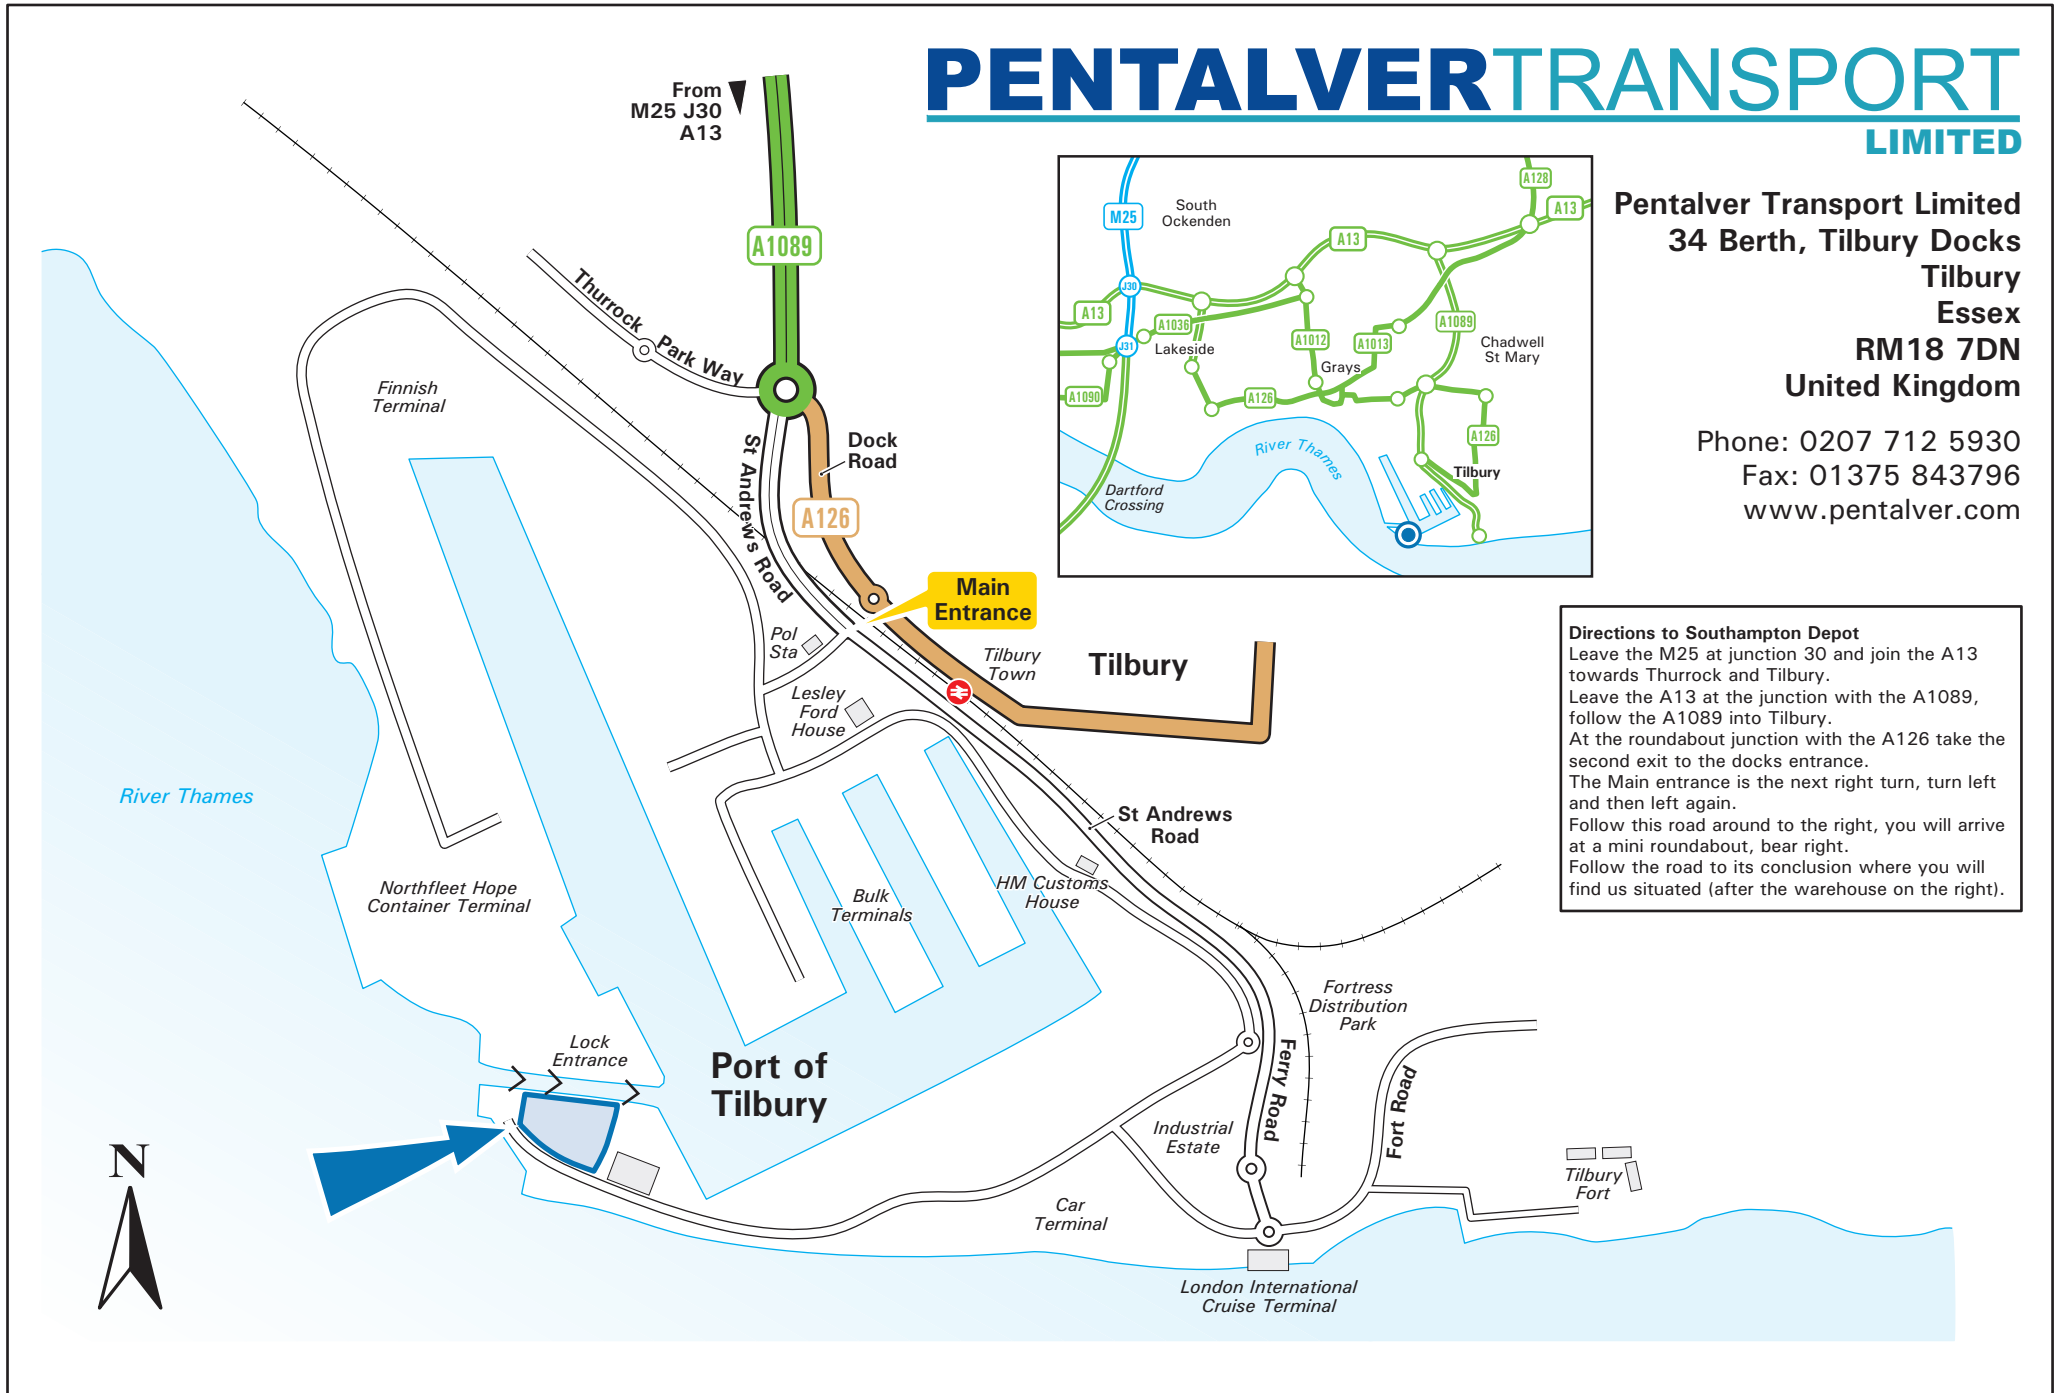 PENTALVERTRANSPORT
LIMITED
Pentalver Transport Limited
34 Berth, Tilbury Docks
Tilbury
Essex
RM18 7DN
United Kingdom
Phone: 0207 712 5930
Fax: 01375 843796
www.pentalver.com
Directions to Southampton Depot
Leave the M25 at junction 30 and join the A13
towards Thurrock and Tilbury.
Leave the A13 at the junction with the A1089,
follow the A1089 into Tilbury.
At the roundabout junction with the A126 take the
second exit to the docks entrance.
The Main entrance is the next right turn, turn left
and then left again.
Follow this road around to the right, you will arrive
at a mini roundabout, bear right.
Follow the road to its conclusion where you will
find us situated (after the warehouse on the right).
M25
South
Ockenden
A128
A13
A13
J30
A13
A1036
A1089
J31
Lakeside
A1012
A1013
Chadwell
St Mary
Grays
A1090
A126
A126
River Thames
Tilbury
Dartford
Crossing
From
M25 J30
A13
A1089
Thurrock
Park Way
Finnish
Terminal
Dock
Road
St Andrews Road
A126
Main
Entrance
Pol
Sta
Tilbury
Town
Tilbury
Lesley
Ford
House
River Thames
St Andrews
Road
Northfleet Hope
Container Terminal
Bulk
Terminals
HM Customs
House
Fortress
Distribution
Park
Lock
Entrance
Port of
Tilbury
Ferry Road
Fort Road
Industrial
Estate
N
Tilbury
Fort
Car
Terminal
London International
Cruise Terminal